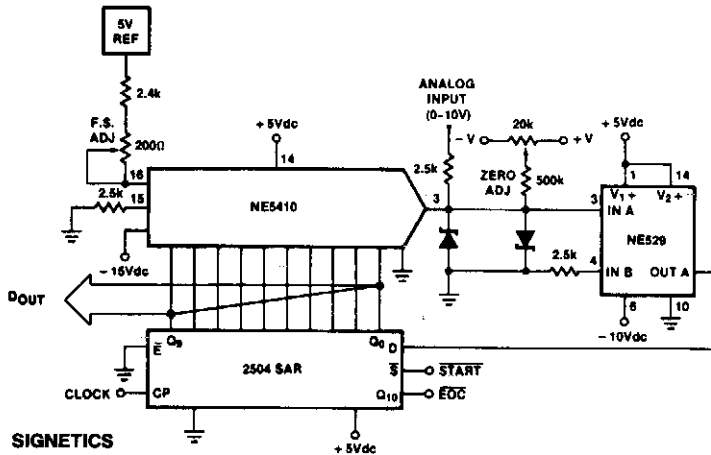 5V
REF
2.4k
F.S.
ADJ
200Ω
16
2.5k
15
-15Vdc
+5Vdc
14
NE5410
3
ANALOG
INPUT
(0-10V)
2.5k
-V
20k
+V
ZERO
ADJ
500k
2.5k
+5Vdc
1
14
V1+
V2+
3
IN A
NE529
4
IN B
OUT A
6
10
-10Vdc
DOUT
Q9
Q0
E̅
2504 SAR
D
S̅
S̅T̅A̅R̅T̅
CLOCK
CP
Q10
E̅O̅C̅
+5Vdc
SIGNETICS